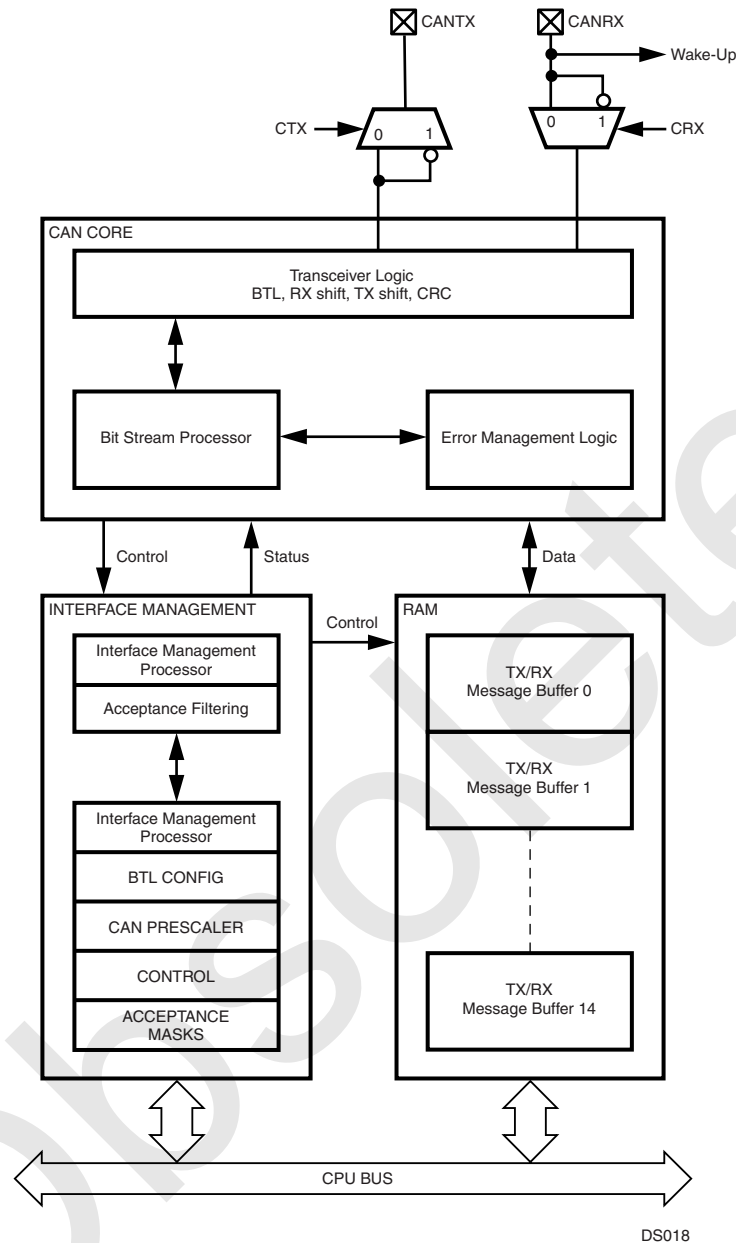 CANTX
CANRX
Wake-Up
CTX
0
1
0
1
CRX
CAN CORE
Transceiver Logic
BTL, RX shift, TX shift, CRC
Bit Stream Processor
Error Management Logic
Control
Status
Data
INTERFACE MANAGEMENT
Interface Management
Processor
Acceptance Filtering
Interface Management
Processor
BTL CONFIG
CAN PRESCALER
CONTROL
ACCEPTANCE
MASKS
Control
RAM
TX/RX
Message Buffer 0
TX/RX
Message Buffer 1
TX/RX
Message Buffer 14
CPU BUS
DS018
obsolete